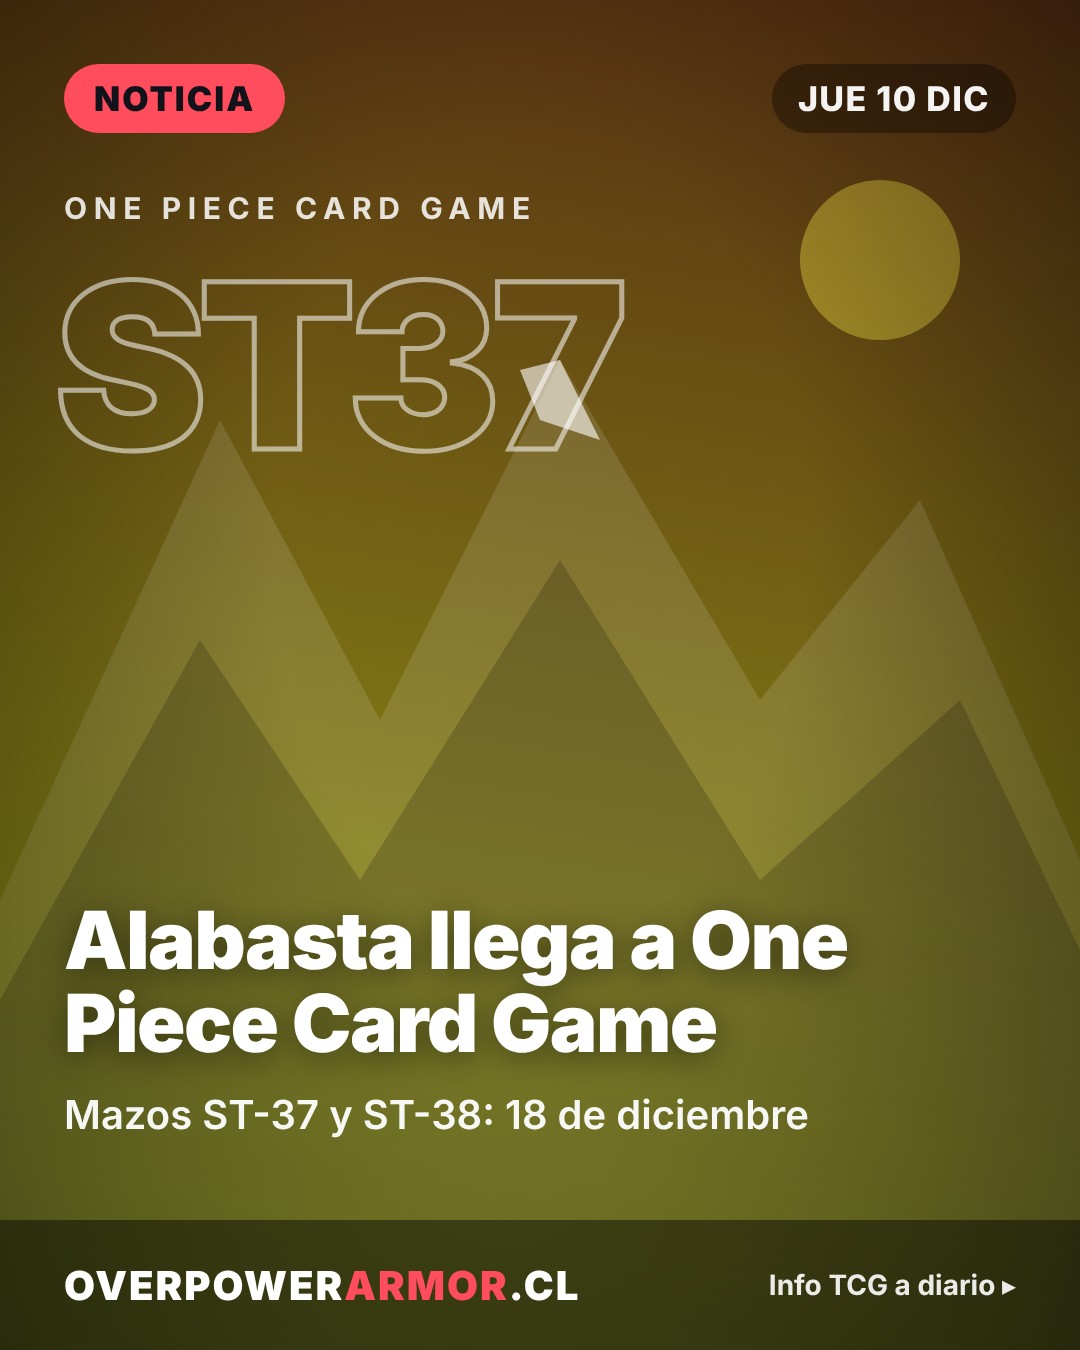 NOTICIA
JUE 10 DIC
ONE PIECE CARD GAME
ST37
Alabasta llega a One
Piece Card Game
Mazos ST-37 y ST-38: 18 de diciembre
OVERPOWERARMOR.CL
Info TCG a diario ▸